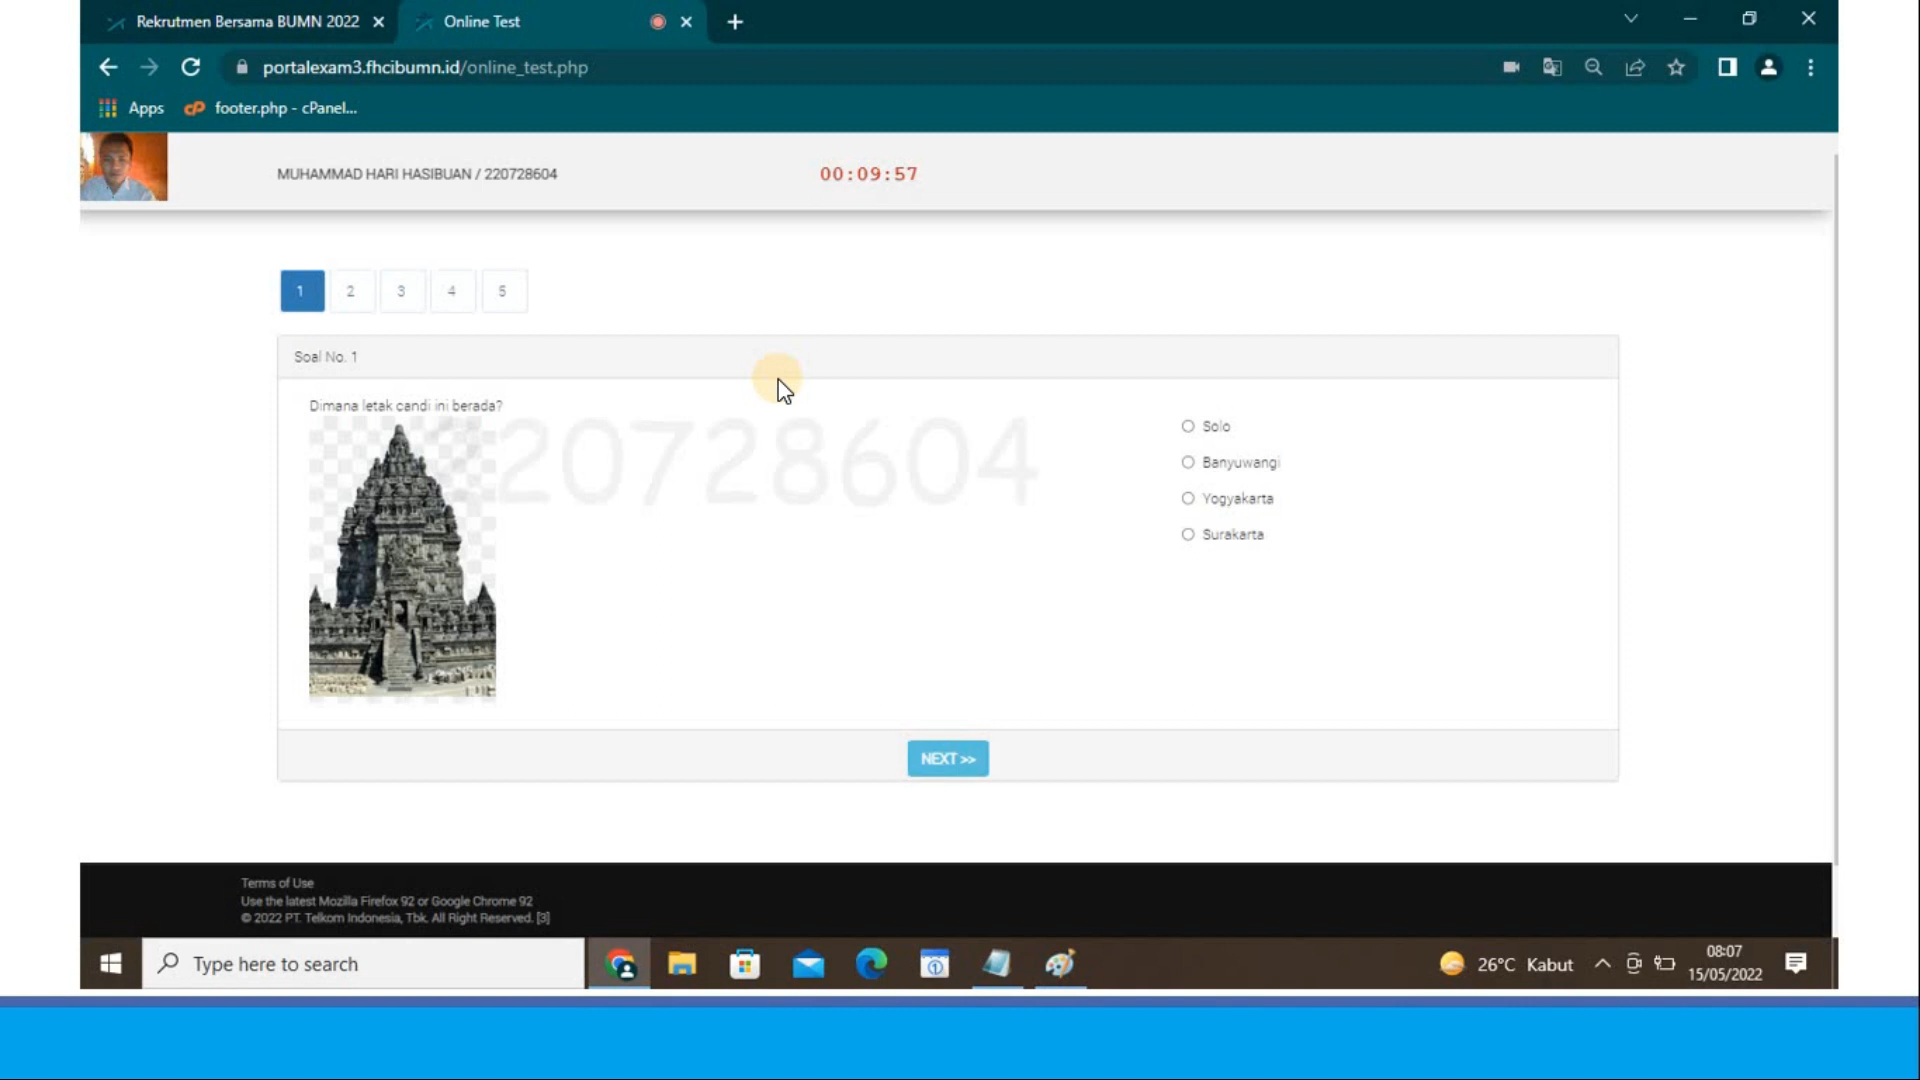 Rekrutmen Bersama BUMN 2022
Online Test
portalexam3.fhcibumn.id/online_test.php
Apps
footer.php - cPanel...
MUHAMMAD HARI HASIBUAN / 220728604
00:09:57
1 2 3 4 5
Soal No. 1
Dimana letak candi ini berada?
220728604
Solo
Banyuwangi
Yogyakarta
Surakarta
NEXT >>
Terms of Use
Use the latest Mozilla Firefox 92 or Google Chrome 92
© 2022 PT. Telkom Indonesia, Tbk. All Right Reserved. [3]
Type here to search
26°C Kabut
08:07
15/05/2022